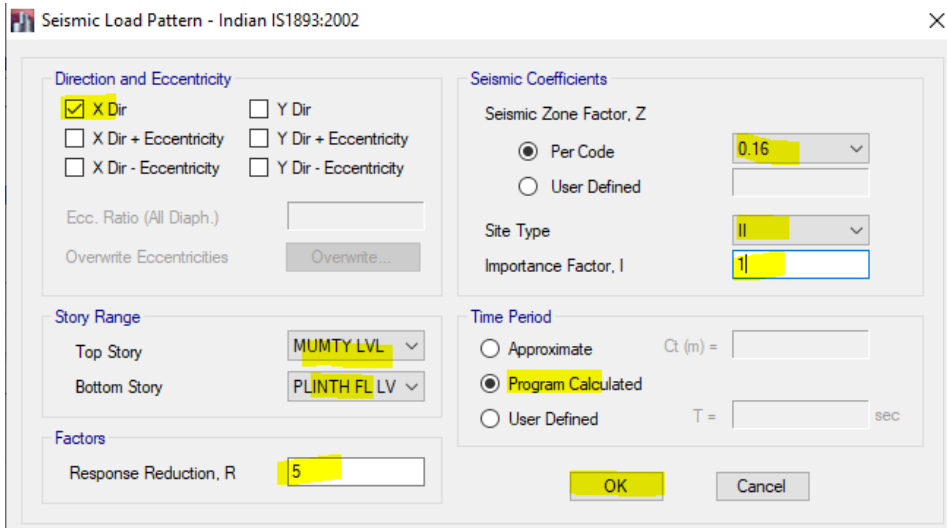 Seismic Load Pattern - Indian IS1893:2002
Direction and Eccentricity
X Dir
Y Dir
X Dir + Eccentricity
Y Dir + Eccentricity
X Dir - Eccentricity
Y Dir - Eccentricity
Ecc. Ratio (All Diaph.)
Overwrite Eccentricities
Overwrite...
Story Range
Top Story
MUMTY LVL
Bottom Story
PLINTH FL LV
Factors
Response Reduction, R
5
Seismic Coefficients
Seismic Zone Factor, Z
Per Code
0.16
User Defined
Site Type
II
Importance Factor, I
1
Time Period
Approximate
Ct (m) =
Program Calculated
User Defined
T =
sec
OK
Cancel